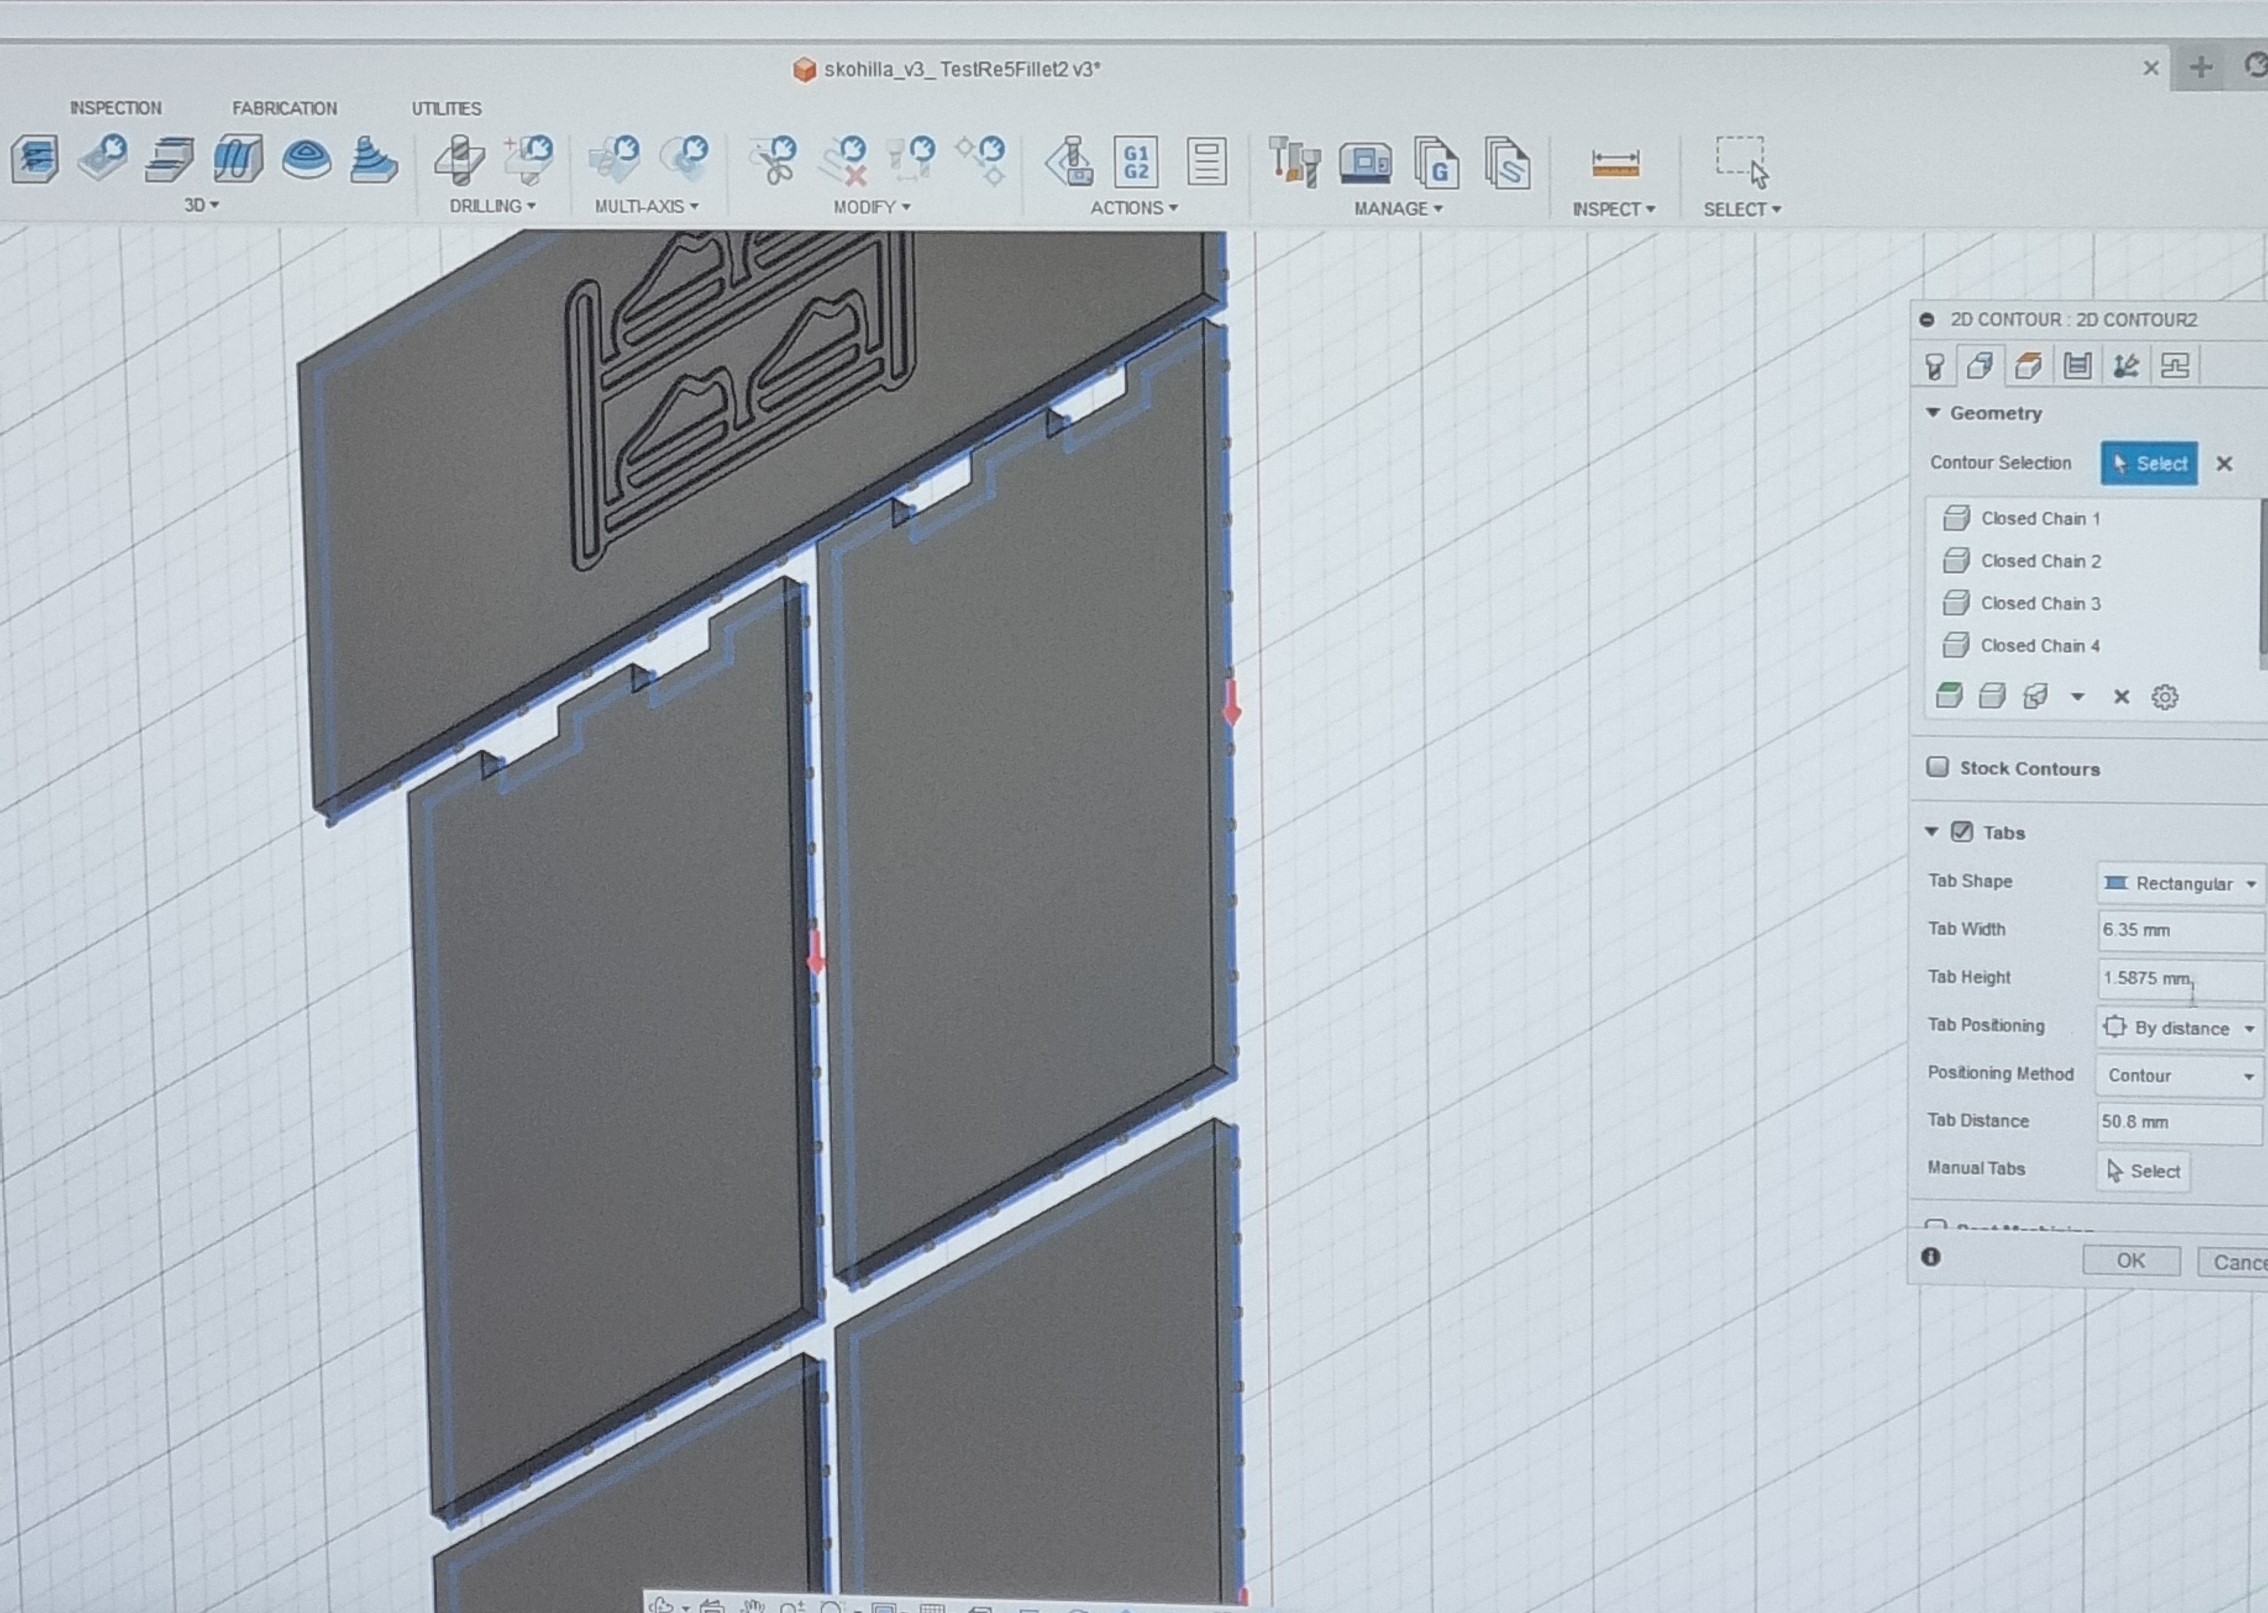 skohilla_v3_ TestRe5Fillet2 v3*
INSPECTION FABRICATION UTILITIES
G1
G2
G
3D DRILLING MULTI-AXIS MODIFY ACTIONS MANAGE INSPECT SELECT
2D CONTOUR : 2D CONTOUR2
Geometry
Contour Selection Select
Closed Chain 1
Closed Chain 2
Closed Chain 3
Closed Chain 4
Stock Contours
Tabs
Tab Shape Rectangular
Tab Width 6.35 mm
Tab Height 1.5875 mm
Tab Positioning By distance
Positioning Method Contour
Tab Distance 50.8 mm
Manual Tabs Select
OK Cance